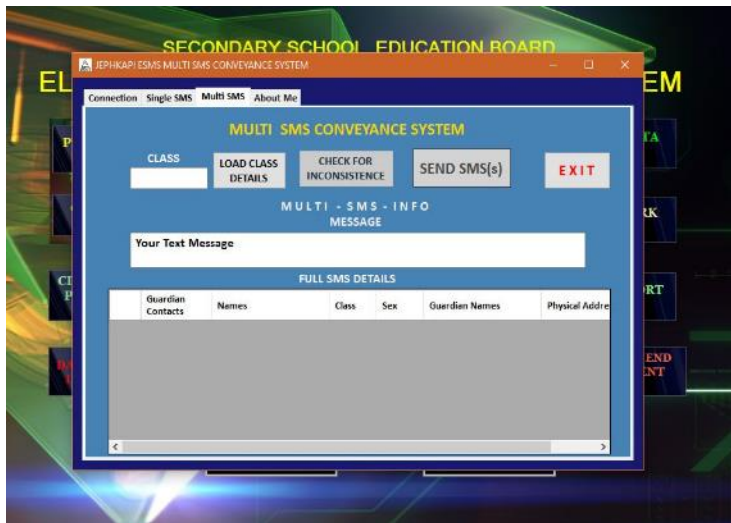 SECONDARY SCHOOL EDUCATION BOARD
JEPHKAPI ESMS MULTI SMS CONVEYANCE SYSTEM
EL
EM
Connection Single SMS Multi SMS About Me
MULTI SMS CONVEYANCE SYSTEM
CLASS
LOAD CLASS
DETAILS
CHECK FOR
INCONSISTENCE
SEND SMS(s)
EXIT
MULTI - SMS - INFO
MESSAGE
Your Text Message
FULL SMS DETAILS
Guardian
Contacts
Names
Class
Sex
Guardian Names
Physical Addre
P
TA
RK
CI
P
RT
DA
END
ENT